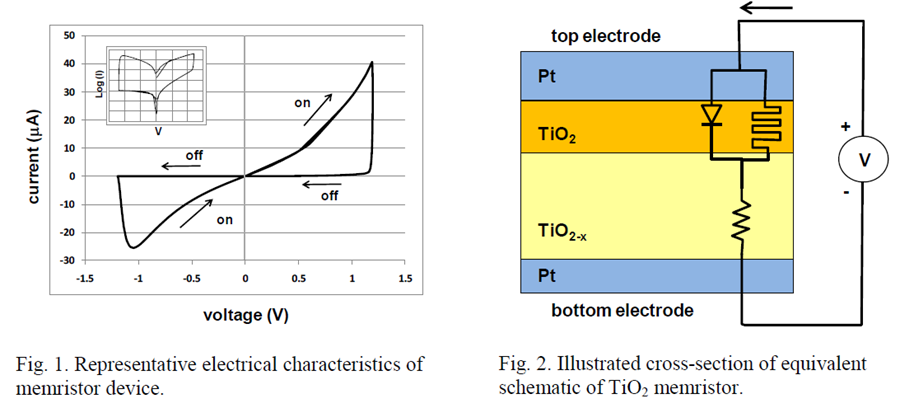 50
40
30
20
10
0
-10
-20
-30
-1.5 -1 -0.5 0 0.5 1 1.5
current (µA)
voltage (V)
Log (I)
V
on
off
off
on
Fig. 1. Representative electrical characteristics of
memristor device.
top electrode
Pt
TiO₂
TiO₂₋ₓ
Pt
bottom electrode
+
V
-
Fig. 2. Illustrated cross-section of equivalent
schematic of TiO₂ memristor.